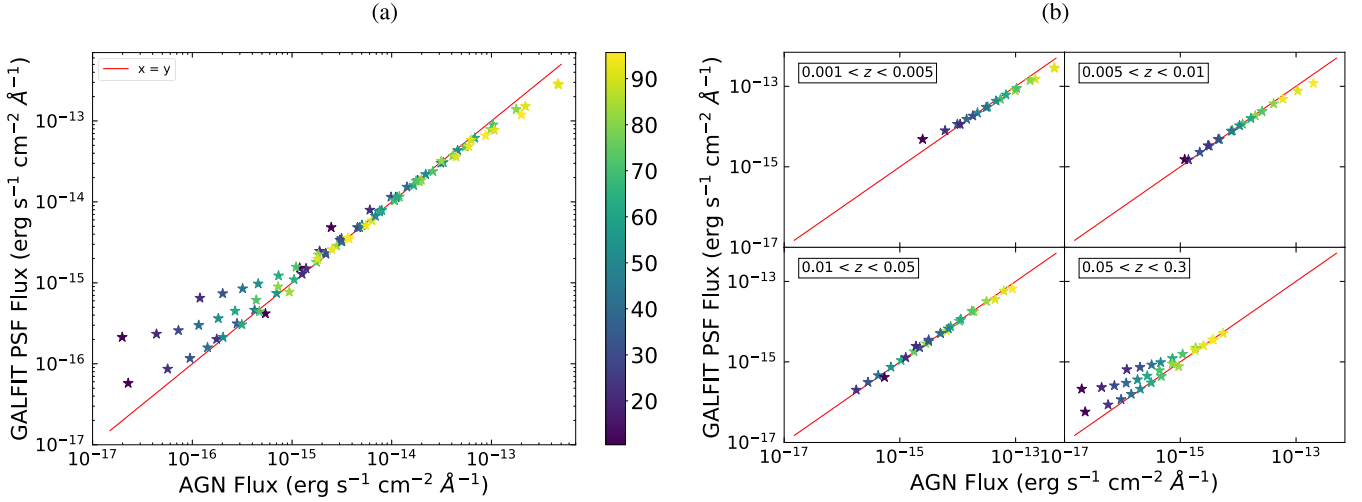 (a)
(b)
GALFIT PSF Flux (erg s⁻¹ cm⁻² Å⁻¹)
10⁻¹³
10⁻¹⁴
10⁻¹⁵
10⁻¹⁶
10⁻¹⁷
x = y
10⁻¹⁷ 10⁻¹⁶ 10⁻¹⁵ 10⁻¹⁴ 10⁻¹³
AGN Flux (erg s⁻¹ cm⁻² Å⁻¹)
90
80
70
60
50
40
30
20
GALFIT PSF Flux (erg s⁻¹ cm⁻² Å⁻¹)
10⁻¹³
10⁻¹⁵
10⁻¹⁷
0.001 < z < 0.005
0.005 < z < 0.01
10⁻¹³
10⁻¹⁵
10⁻¹⁷
0.01 < z < 0.05
0.05 < z < 0.3
10⁻¹⁷ 10⁻¹⁵ 10⁻¹³ 10⁻¹⁷ 10⁻¹⁵ 10⁻¹³
AGN Flux (erg s⁻¹ cm⁻² Å⁻¹)